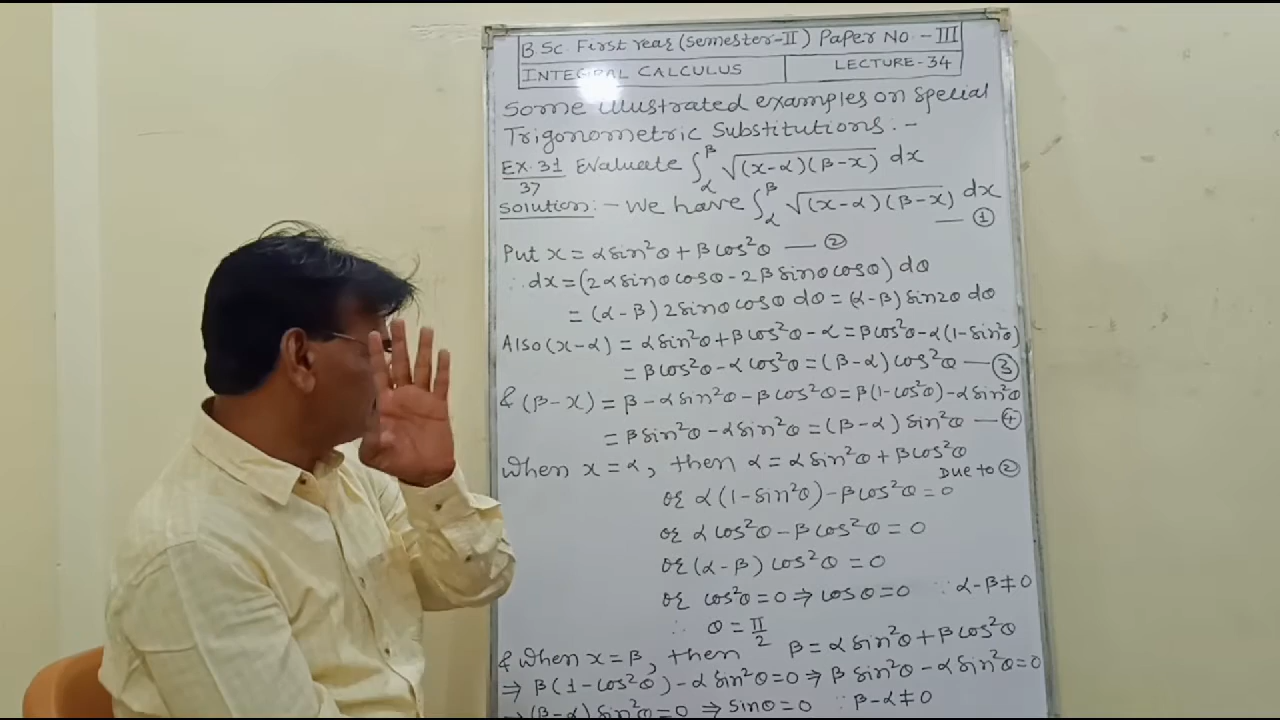 B.Sc. First Year (Semester-II) Paper No.-III
INTEGRAL CALCULUS LECTURE-34
Some illustrated examples on Special
Trigonometric Substitutions:-
Ex. 31/37 Evaluate ∫_α^β √(x-α)(β-x) dx
Solution:- We have ∫_α^β √(x-α)(β-x) dx — ①
Put x = α sin²θ + β cos²θ — ②
∴ dx = (2α sinθ cosθ - 2β sinθ cosθ) dθ
= (α-β) 2 sinθ cosθ dθ = (α-β) sin2θ dθ
Also (x-α) = α sin²θ + β cos²θ - α = β cos²θ - α(1-sin²θ)
= β cos²θ - α cos²θ = (β-α) cos²θ — ③
& (β-x) = β - α sin²θ - β cos²θ = β(1-cos²θ) - α sin²θ
= β sin²θ - α sin²θ = (β-α) sin²θ — ④
When x = α, then α = α sin²θ + β cos²θ
Due to ②
or α(1-sin²θ) - β cos²θ = 0
or α cos²θ - β cos²θ = 0
or (α-β) cos²θ = 0
or cos²θ = 0 ⇒ cosθ = 0 ∵ α-β ≠ 0
∴ θ = π/2
& when x = β, then β = α sin²θ + β cos²θ
⇒ β(1-cos²θ) - α sin²θ = 0 ⇒ β sin²θ - α sin²θ = 0
⇒ (β-α) sin²θ = 0 ⇒ sinθ = 0 ∵ β-α ≠ 0